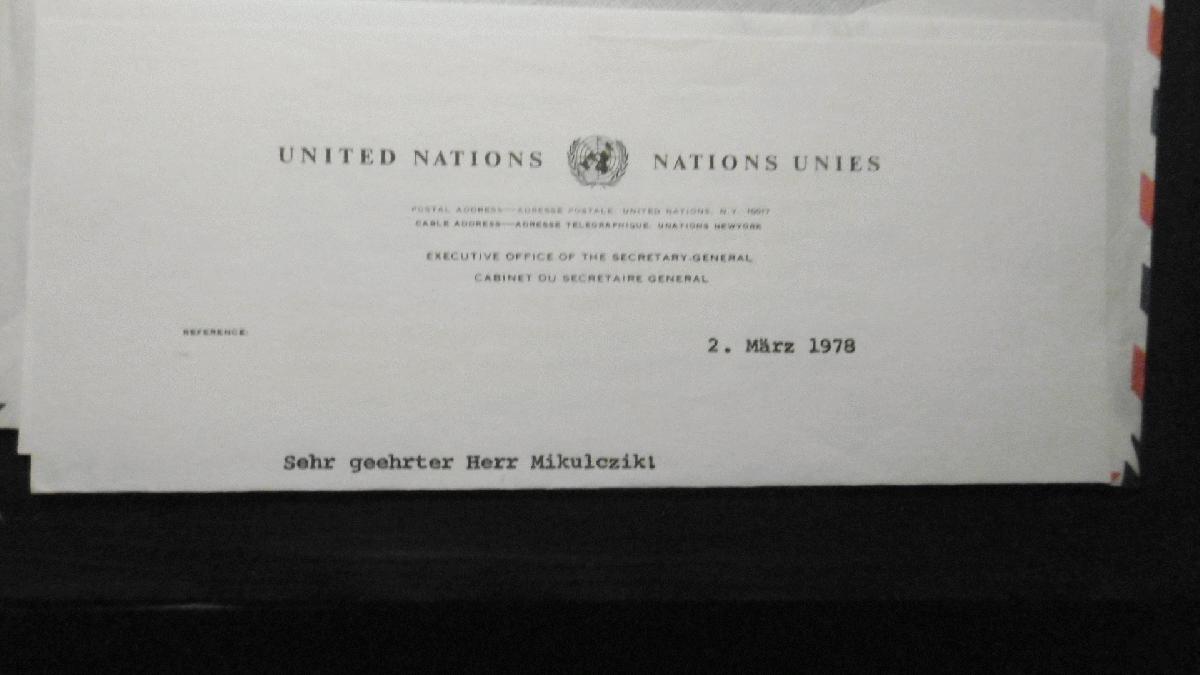 UNITED NATIONS NATIONS UNIES
POSTAL ADDRESS—ADRESSE POSTALE: UNITED NATIONS, N.Y. 10017
CABLE ADDRESS—ADRESSE TELEGRAPHIQUE: UNATIONS NEWYORK
EXECUTIVE OFFICE OF THE SECRETARY-GENERAL
CABINET DU SECRETAIRE GENERAL
REFERENCE:
2. März 1978
Sehr geehrter Herr Mikulczik!